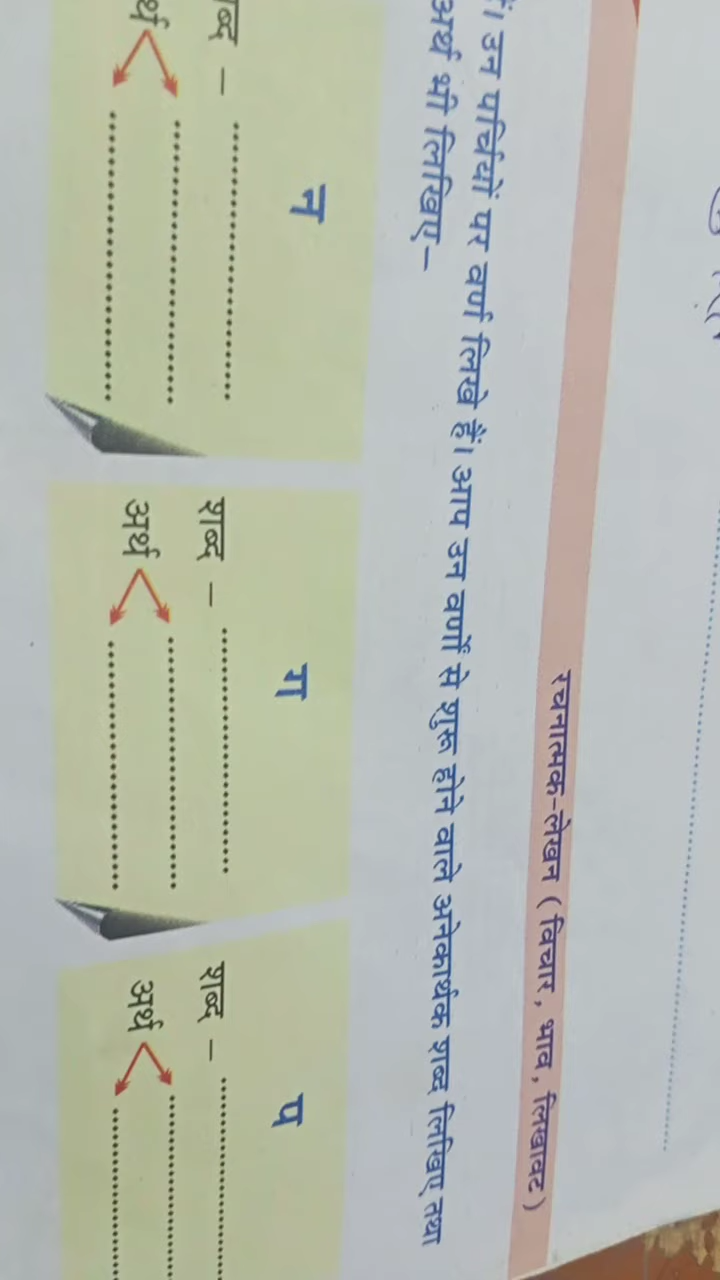 रचनात्मक-लेखन ( विचार, भाव, लिखावट )
उन पर्चियों पर वर्ण लिखे हैं। आप उन वर्णों से शुरू होने वाले अनेकार्थक शब्द लिखिए तथा
अर्थ भी लिखिए–
न
शब्द –
ग
शब्द –
अर्थ
प
शब्द –
अर्थ